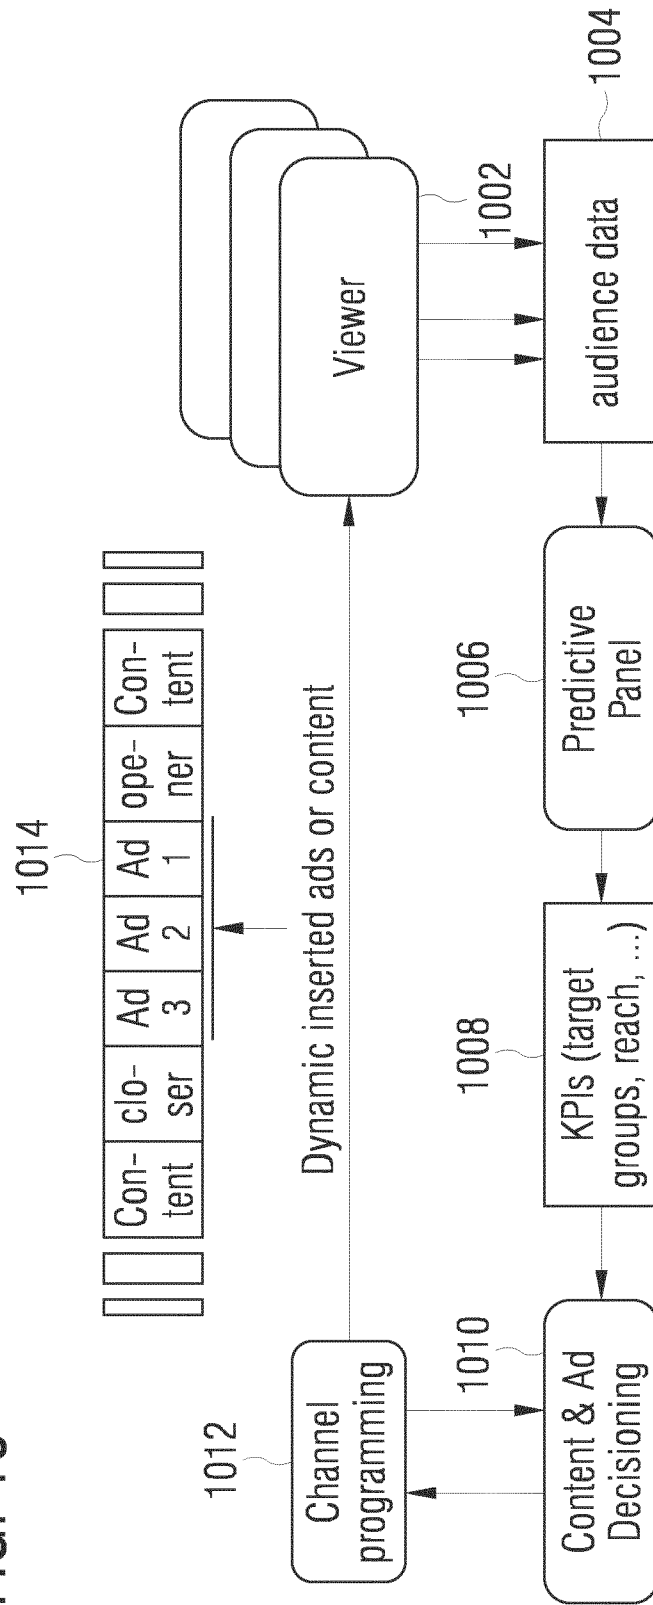 1014
Con-
tent
clo-
ser
Ad
3
Ad
2
Ad
1
ope-
ner
Con-
tent
1012
Channel
programming
Dynamic inserted ads or content
Viewer
1002
1010
Content & Ad
Decisioning
1008
KPIs (target
groups, reach, ...)
1006
Predictive
Panel
1004
audience data